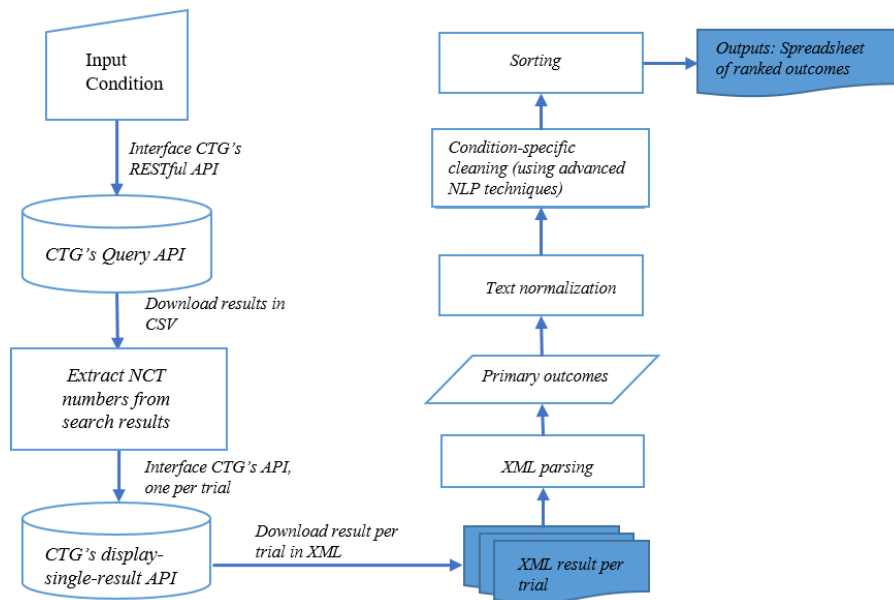 Input
Condition
Interface CTG's
RESTful API
CTG's Query API
Download results in
CSV
Extract NCT
numbers from
search results
Interface CTG's API,
one per trial
CTG's display-
single-result API
Download result per
trial in XML
XML result per
trial
XML parsing
Primary outcomes
Text normalization
Condition-specific
cleaning (using advanced
NLP techniques)
Sorting
Outputs: Spreadsheet
of ranked outcomes